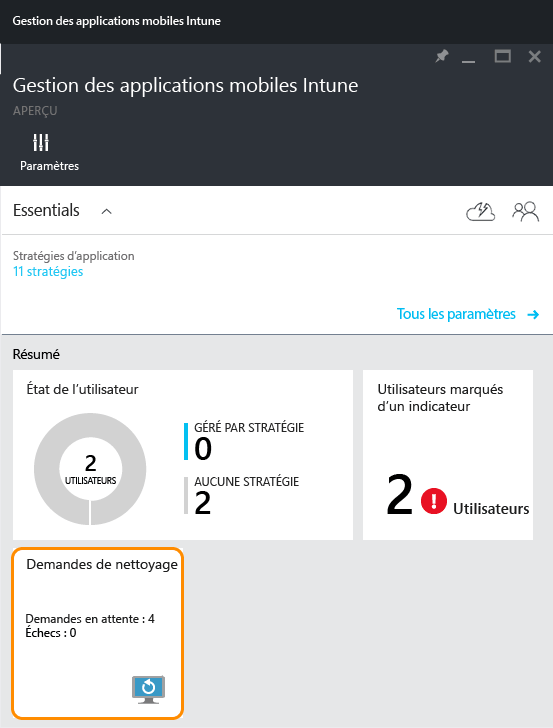 Gestion des applications mobiles Intune
Gestion des applications mobiles Intune
APERÇU
Paramètres
Essentials
Stratégies d'application
11 stratégies
Tous les paramètres
Résumé
État de l'utilisateur
2
UTILISATEURS
GÉRÉ PAR STRATÉGIE
0
AUCUNE STRATÉGIE
2
Utilisateurs marqués
d'un indicateur
2 Utilisateurs
Demandes de nettoyage
Demandes en attente : 4
Échecs : 0